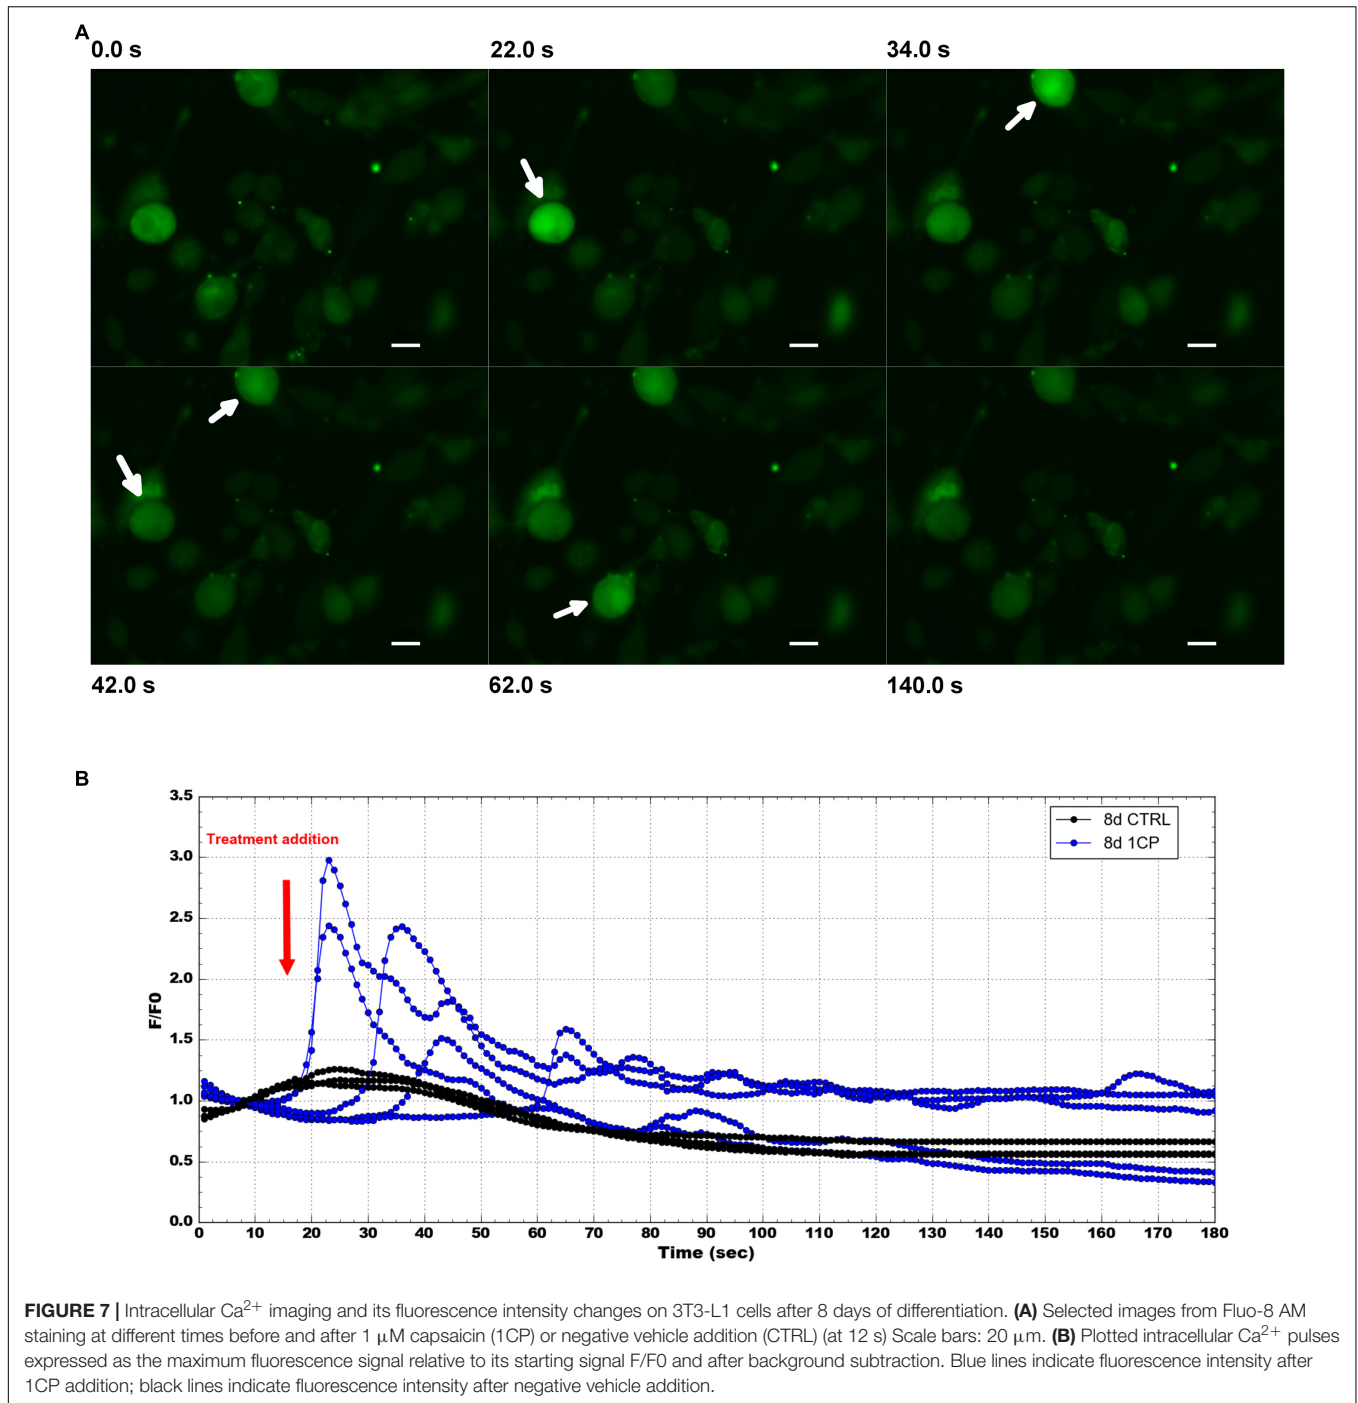 A
0.0 s 22.0 s 34.0 s
42.0 s 62.0 s 140.0 s
B
3.5
3.0
2.5
2.0
1.5
1.0
0.5
0.0
F/F0
Treatment addition
8d CTRL
8d 1CP
0 10 20 30 40 50 60 70 80 90 100 110 120 130 140 150 160 170 180
Time (sec)
FIGURE 7 | Intracellular Ca2+ imaging and its fluorescence intensity changes on 3T3-L1 cells after 8 days of differentiation. (A) Selected images from Fluo-8 AM
staining at different times before and after 1 μM capsaicin (1CP) or negative vehicle addition (CTRL) (at 12 s) Scale bars: 20 μm. (B) Plotted intracellular Ca2+ pulses
expressed as the maximum fluorescence signal relative to its starting signal F/F0 and after background subtraction. Blue lines indicate fluorescence intensity after
1CP addition; black lines indicate fluorescence intensity after negative vehicle addition.